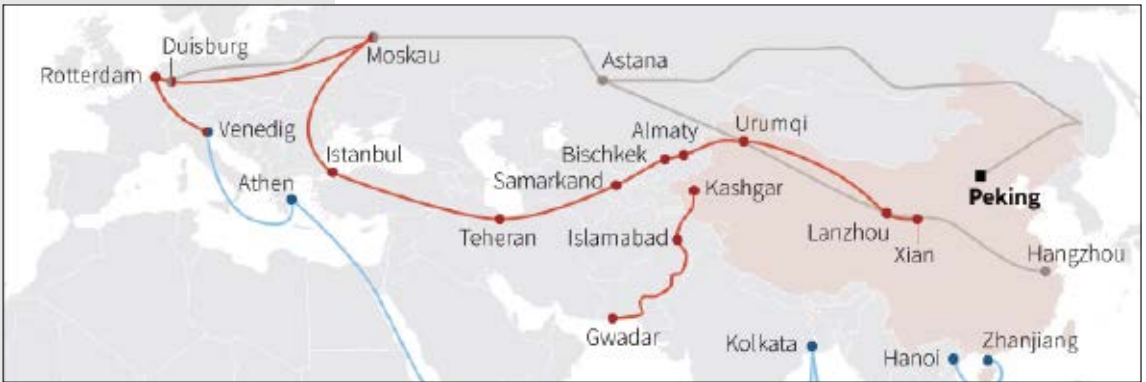 Duisburg
Moskau
Rotterdam
Astana
Venedig
Urumqi
Almaty
Istanbul
Bischkek
Athen
Samarkand
Kashgar
Peking
Teheran
Islamabad
Lanzhou
Xian
Hangzhou
Gwadar
Kolkata
Hanoi
Zhanjiang